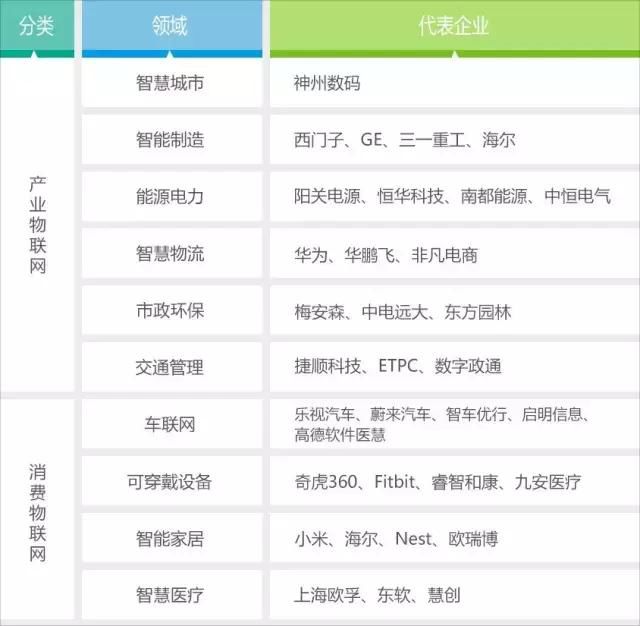 分类 领域 代表企业
产业物联网
智慧城市 神州数码
智能制造 西门子、GE、三一重工、海尔
能源电力 阳关电源、恒华科技、南都能源、中恒电气
智慧物流 华为、华鹏飞、非凡电商
市政环保 梅安森、中电远大、东方园林
交通管理 捷顺科技、ETPC、数字政通
消费物联网
车联网 乐视汽车、蔚来汽车、智车优行、启明信息、
高德软件医慧
可穿戴设备 奇虎360、Fitbit、睿智和康、九安医疗
智能家居 小米、海尔、Nest、欧瑞博
智慧医疗 上海欧孚、东软、慧创